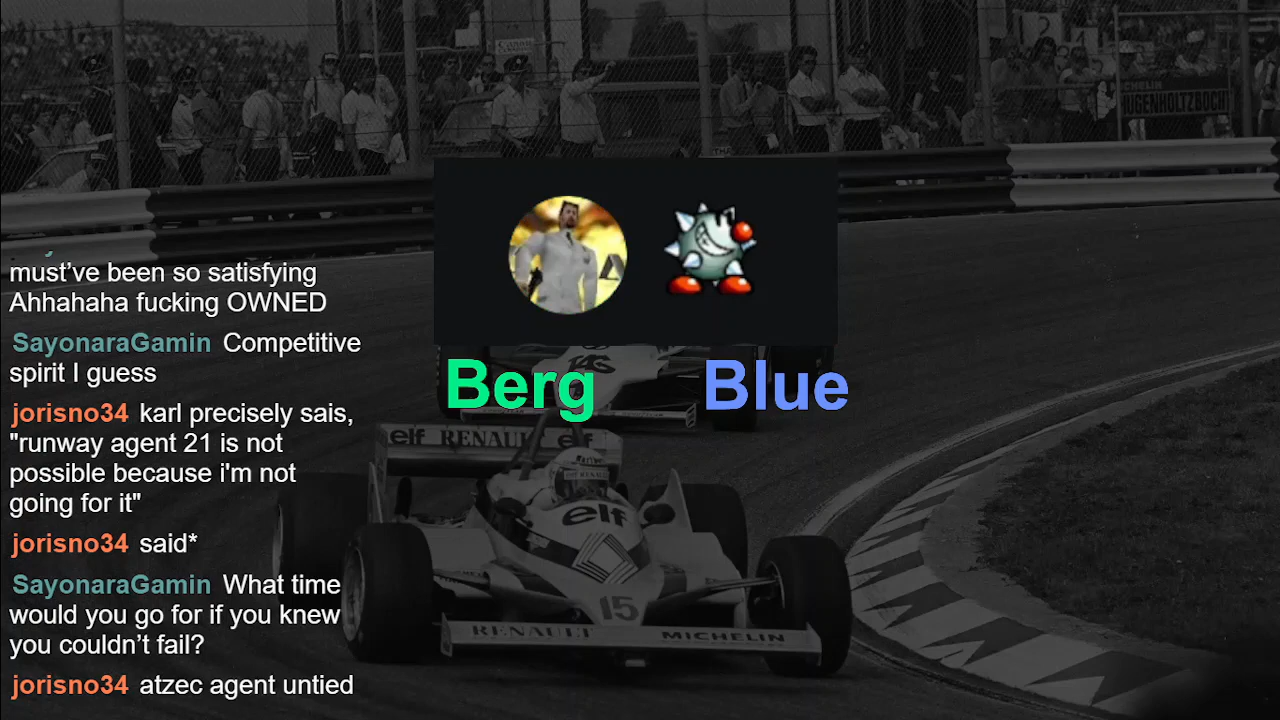 Canon
MICHELIN
must've been so satisfying
Ahhahaha fucking OWNED
SayonaraGamin Competitive
spirit I guess
jorisno34 karl precisely sais,
"runway agent 21 is not
possible because i'm not
going for it"
jorisno34 said*
SayonaraGamin What time
would you go for if you knew
you couldn't fail?
jorisno34 atzec agent untied
Berg
Blue
elf RENAULT elf
elf
15
RENAULT MICHELIN